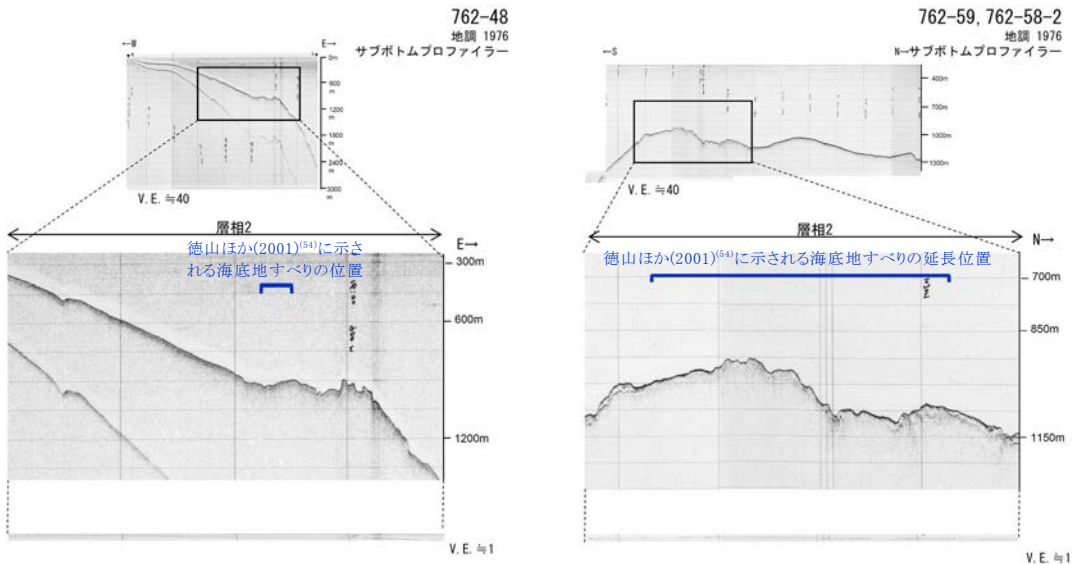 762-48
地調 1976
サブボトムプロファイラー
←W
E→
0m
600
m
1200
m
1800
m
2400
m
3000
m
V.E.≒40
層相2
E→
徳山ほか(2001)(54)に示さ
れる海底地すべりの位置
300m
600m
1200m
V.E.≒1
762-59, 762-58-2
地調 1976
←S
N→サブボトムプロファイラー
400m
700m
1000m
1300m
V.E.≒40
層相2
N→
徳山ほか(2001)(54)に示される海底地すべりの延長位置
700m
850m
1150m
V.E.≒1